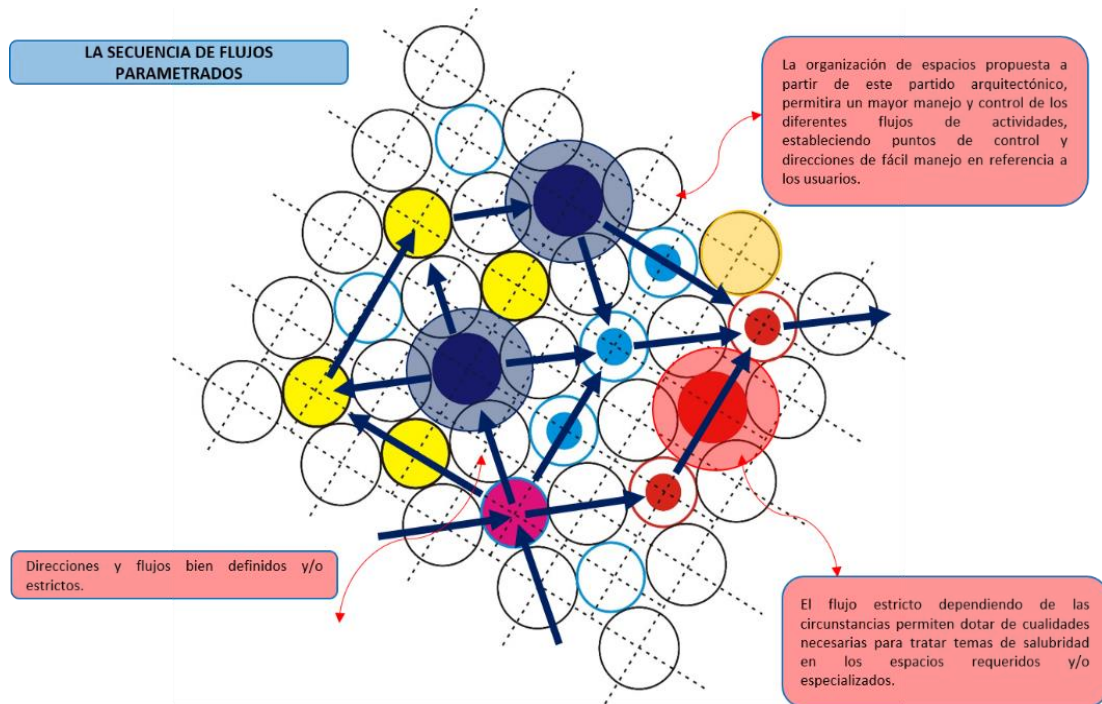 LA SECUENCIA DE FLUJOS
PARAMETRADOS
La organización de espacios propuesta a
partir de este partido arquitectónico,
permitira un mayor manejo y control de los
diferentes flujos de actividades,
estableciendo puntos de control y
direcciones de fácil manejo en referencia a
los usuarios.
Direcciones y flujos bien definidos y/o
estrictos.
El flujo estricto dependiendo de las
circunstancias permiten dotar de cualidades
necesarias para tratar temas de salubridad
en los espacios requeridos y/o
especializados.